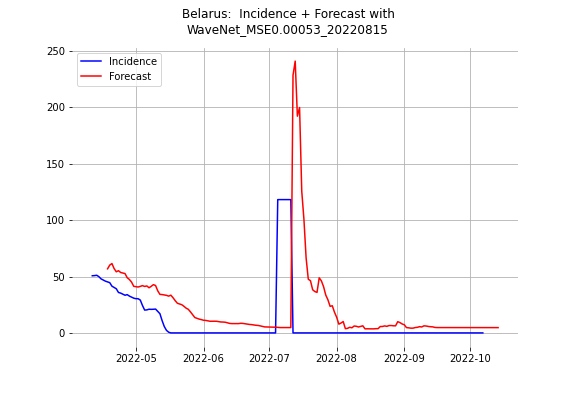 Belarus:  Incidence + Forecast with
WaveNet_MSE0.00053_20220815
250
Incidence
Forecast
200
150
100
50
0
2022-05 2022-06 2022-07 2022-08 2022-09 2022-10